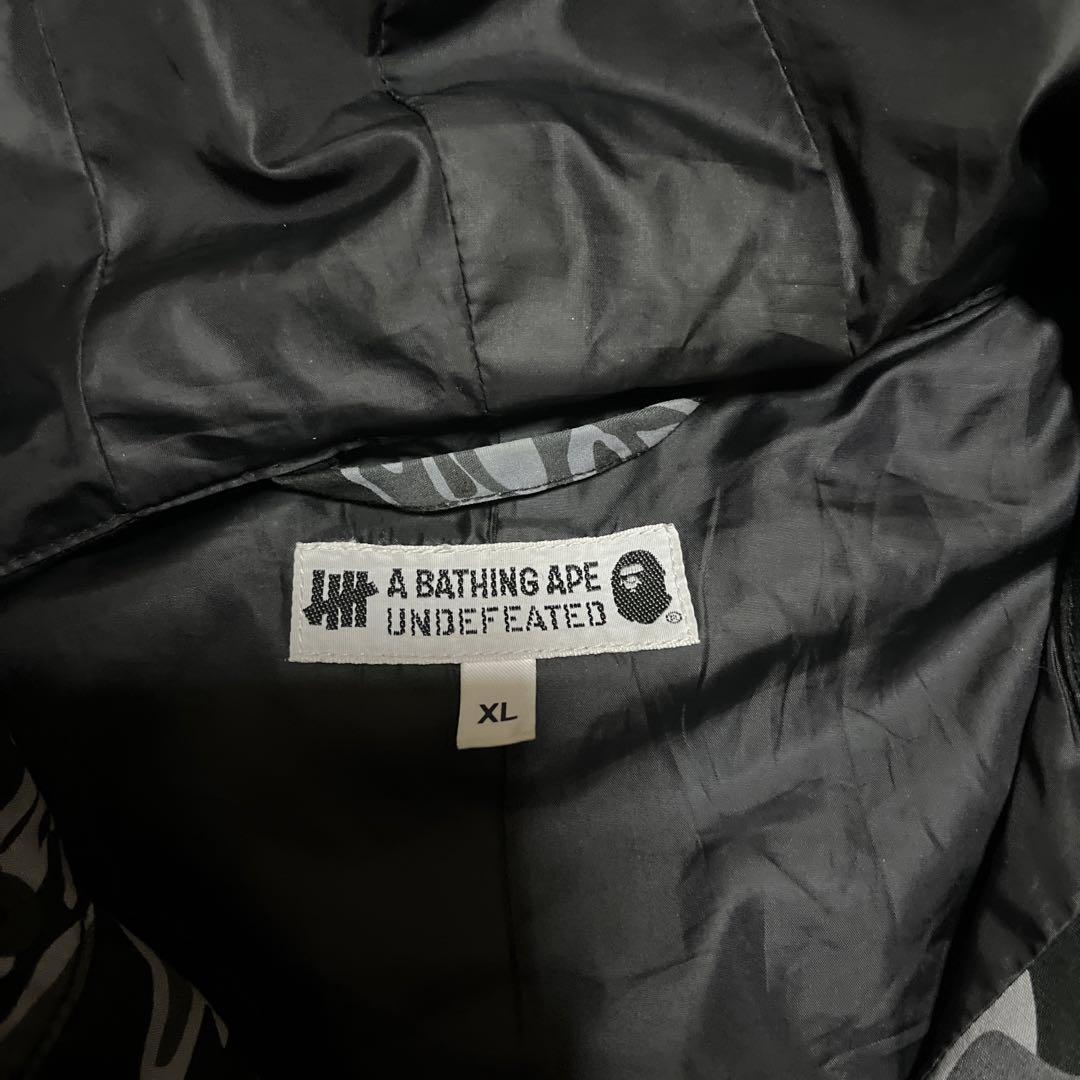 A BATHING APE
UNDEFEATED
®
XL